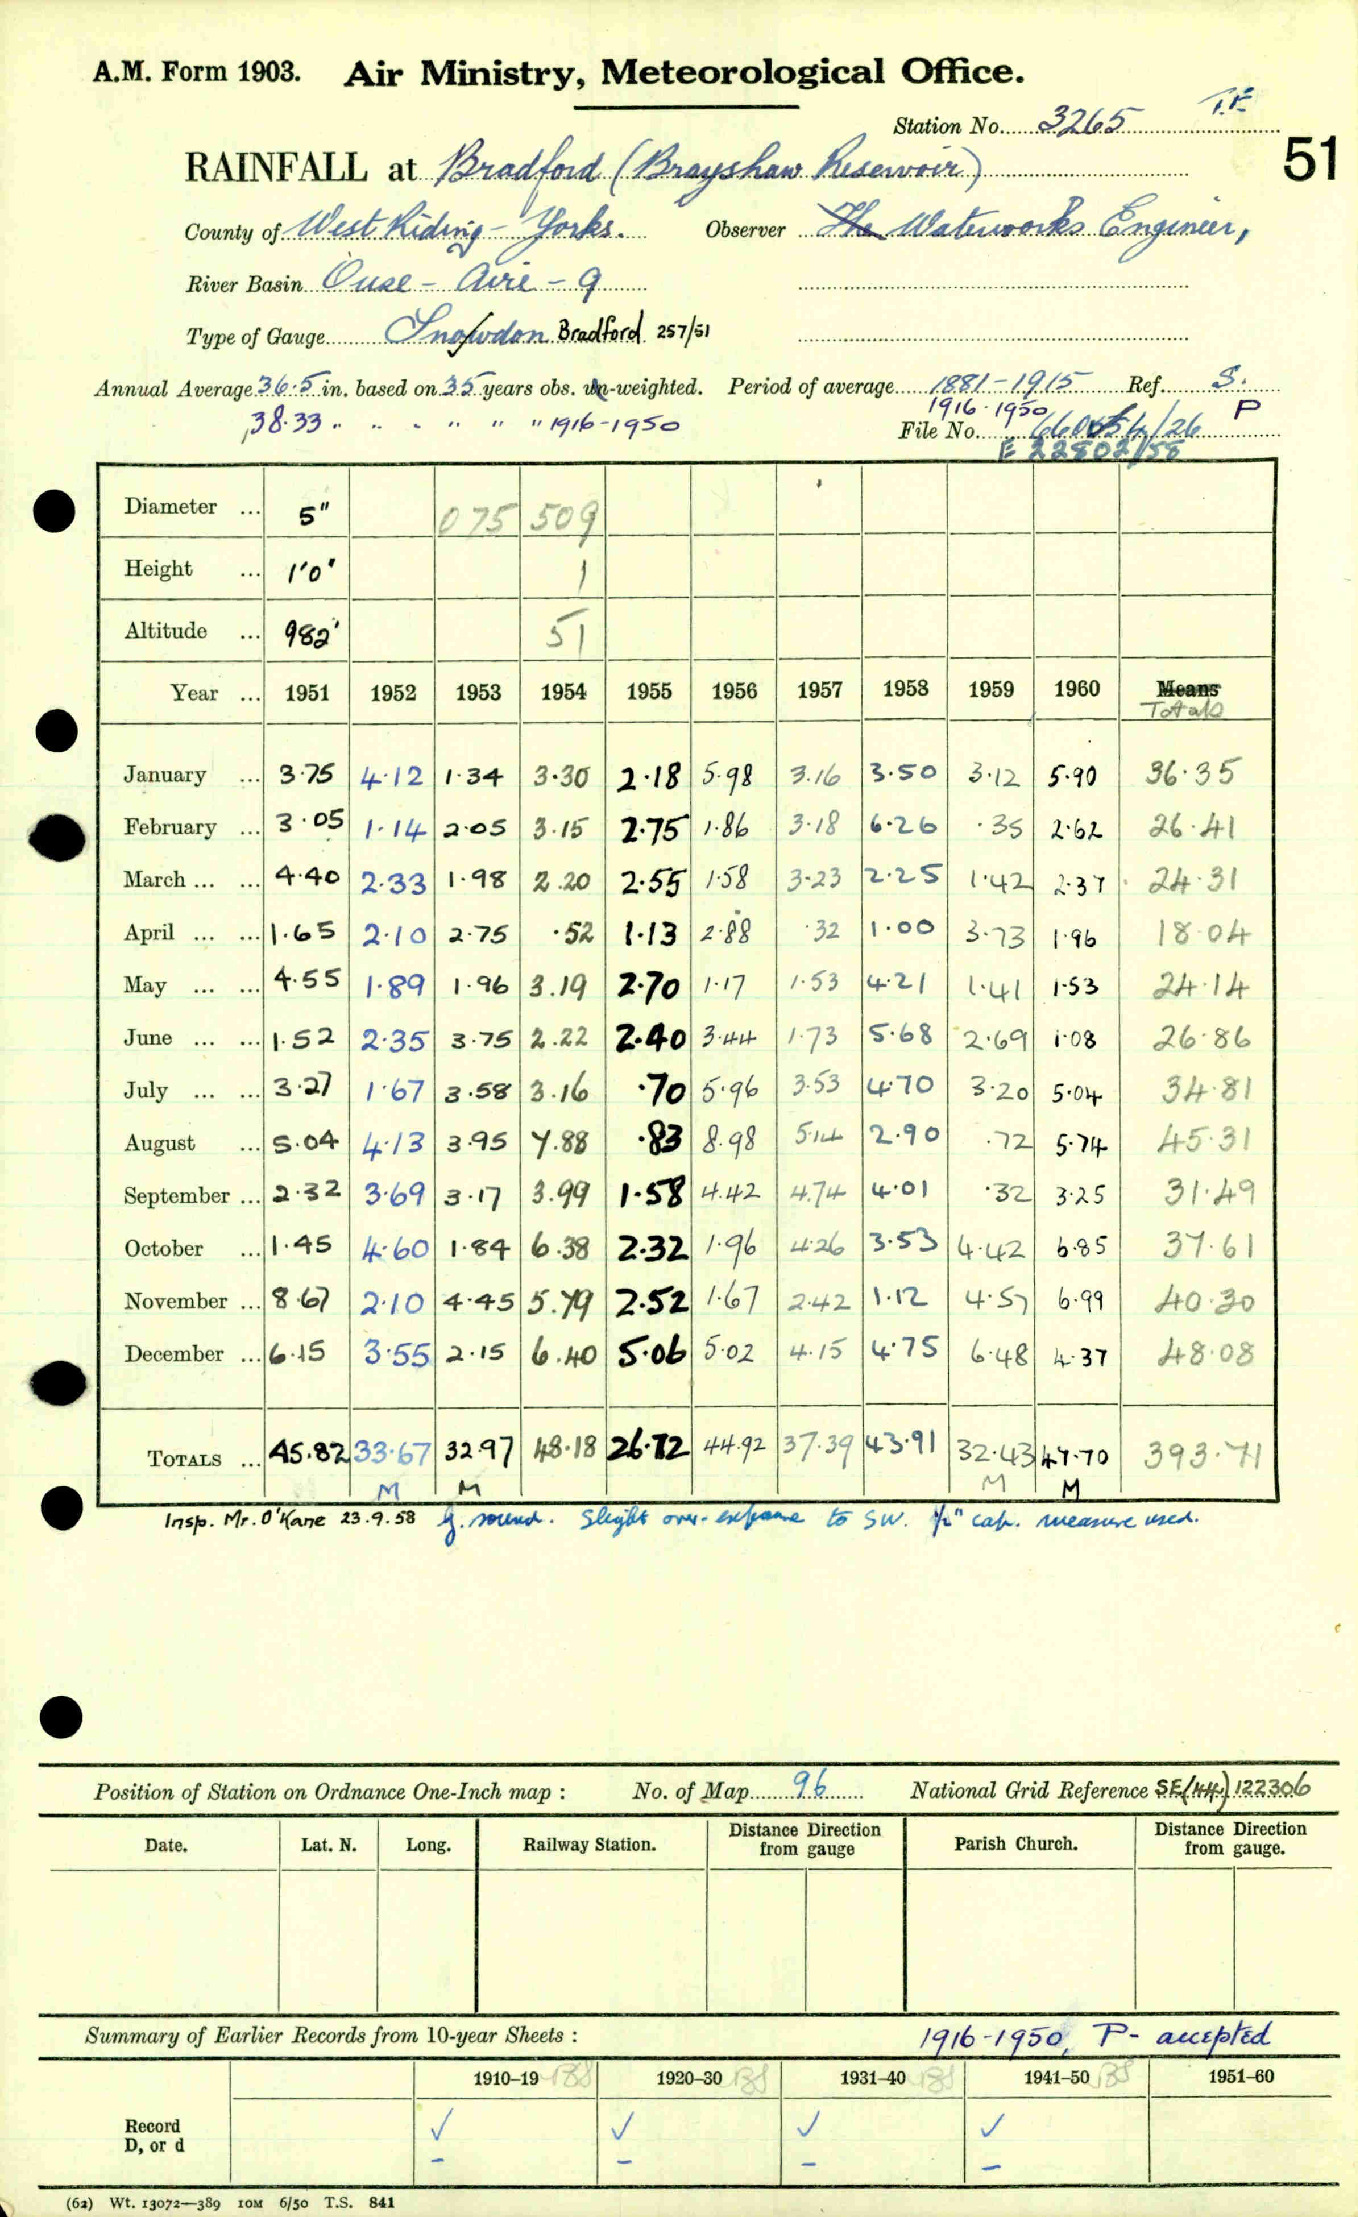 A.M. Form 1903. Air Ministry, Meteorological Office.
Station No. 3265 T.F.
51
RAINFALL at Bradford (Brayshaw Reservoir)
County of West Riding - Yorks. Observer The Waterworks Engineer,
River Basin Ouse - Aire - 9
Type of Gauge Snowdon Bradford 257/51
Annual Average 36.5 in. based on 35 years obs. un-weighted. Period of average 1881-1915 Ref. S.
38.33 " " " " " " 1916-1950 1916-1950 P
File No. /26
E 22802/58
Diameter ... 5" 075 509
Height ... 1'0" 1
Altitude ... 982' 51
Year ... 1951 1952 1953 1954 1955 1956 1957 1958 1959 1960 Means
Totals
January ... 3.75 4.12 1.34 3.30 2.18 5.98 3.16 3.50 3.12 5.90 36.35
February ... 3.05 1.14 2.05 3.15 2.75 1.86 3.18 6.26 .35 2.62 26.41
March ... ... 4.40 2.33 1.98 2.20 2.55 1.58 3.23 2.25 1.42 2.37 24.31
April ... ... 1.65 2.10 2.75 .52 1.13 2.88 .32 1.00 3.73 1.96 18.04
May ... ... 4.55 1.89 1.96 3.19 2.70 1.17 1.53 4.21 1.41 1.53 24.14
June ... ... 1.52 2.35 3.75 2.22 2.40 3.44 1.73 5.68 2.69 1.08 26.86
July ... ... 3.27 1.67 3.58 3.16 .70 5.96 3.53 4.70 3.20 5.04 34.81
August ... 5.04 4.13 3.95 7.88 .83 8.98 5.14 2.90 .72 5.74 45.31
September ... 2.32 3.69 3.17 3.99 1.58 4.42 4.74 4.01 .32 3.25 31.49
October ... 1.45 4.60 1.84 6.38 2.32 1.96 4.26 3.53 4.42 6.85 37.61
November ... 8.67 2.10 4.45 5.79 2.52 1.67 2.42 1.12 4.57 6.99 40.30
December ... 6.15 3.55 2.15 6.40 5.06 5.02 4.15 4.75 6.48 4.37 48.08
TOTALS ... 45.82 33.67 32.97 48.18 26.72 44.92 37.39 43.91 32.43 47.70 393.71
M M M M
Insp. Mr. O'Kane 23.9.58 G. sound. Slight over-exposure to SW. 1/2" cap. measure used.
Position of Station on Ordnance One-Inch map : No. of Map 96 National Grid Reference SE(44) 122306
Date. Lat. N. Long. Railway Station. Distance Direction from gauge Parish Church. Distance Direction from gauge.
Summary of Earlier Records from 10-year Sheets : 1916-1950, P- accepted
1910-19 1920-30 1931-40 1941-50 1951-60
Record
D, or d
✓ ✓ ✓ ✓
- - - -
(62) Wt. 13072—389 10M 6/50 T.S. 841